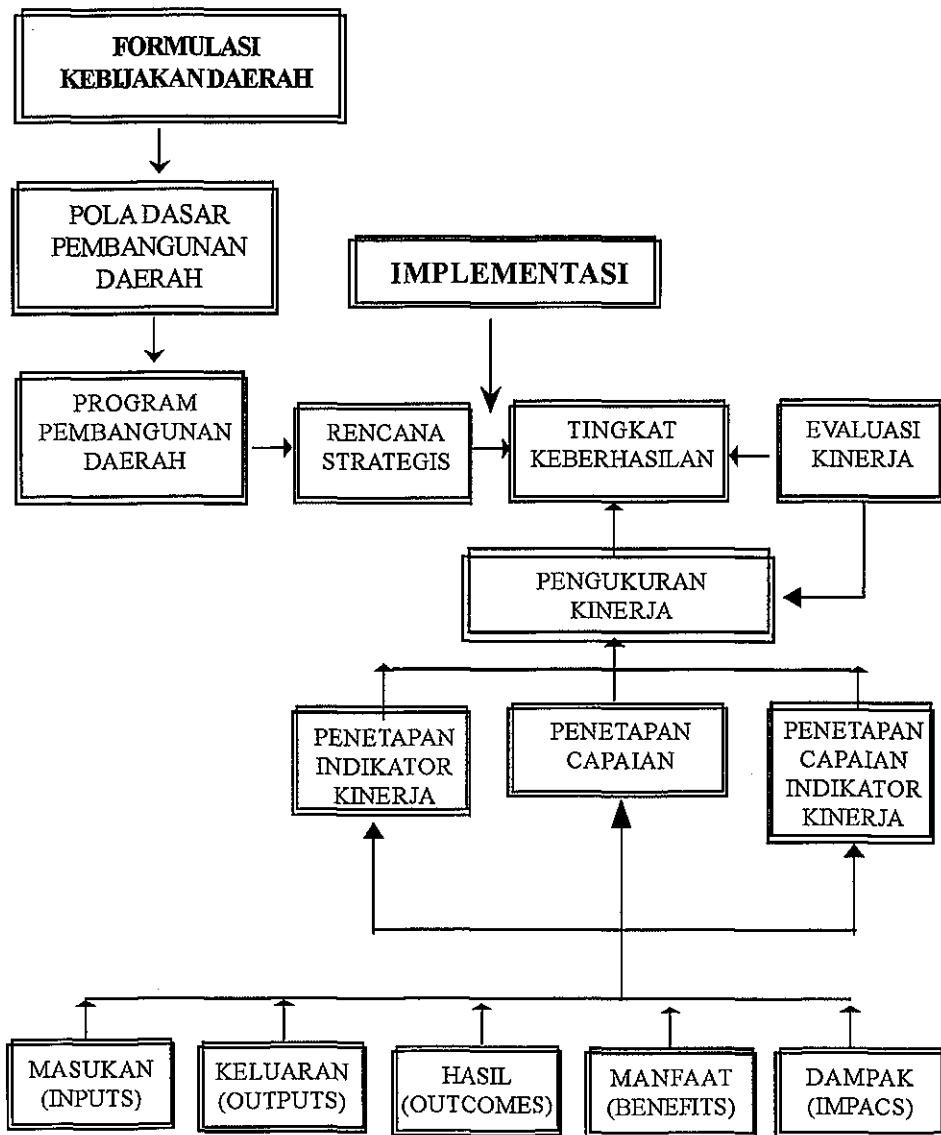 FORMULASI
KEBIJAKAN DAERAH
POLA DASAR
PEMBANGUNAN
DAERAH
IMPLEMENTASI
PROGRAM
PEMBANGUNAN
DAERAH
RENCANA
STRATEGIS
TINGKAT
KEBERHASILAN
EVALUASI
KINERJA
PENGUKURAN
KINERJA
PENETAPAN
INDIKATOR
KINERJA
PENETAPAN
CAPAIAN
PENETAPAN
CAPAIAN
INDIKATOR
KINERJA
MASUKAN
(INPUTS)
KELUARAN
(OUTPUTS)
HASIL
(OUTCOMES)
MANFAAT
(BENEFITS)
DAMPAK
(IMPACS)